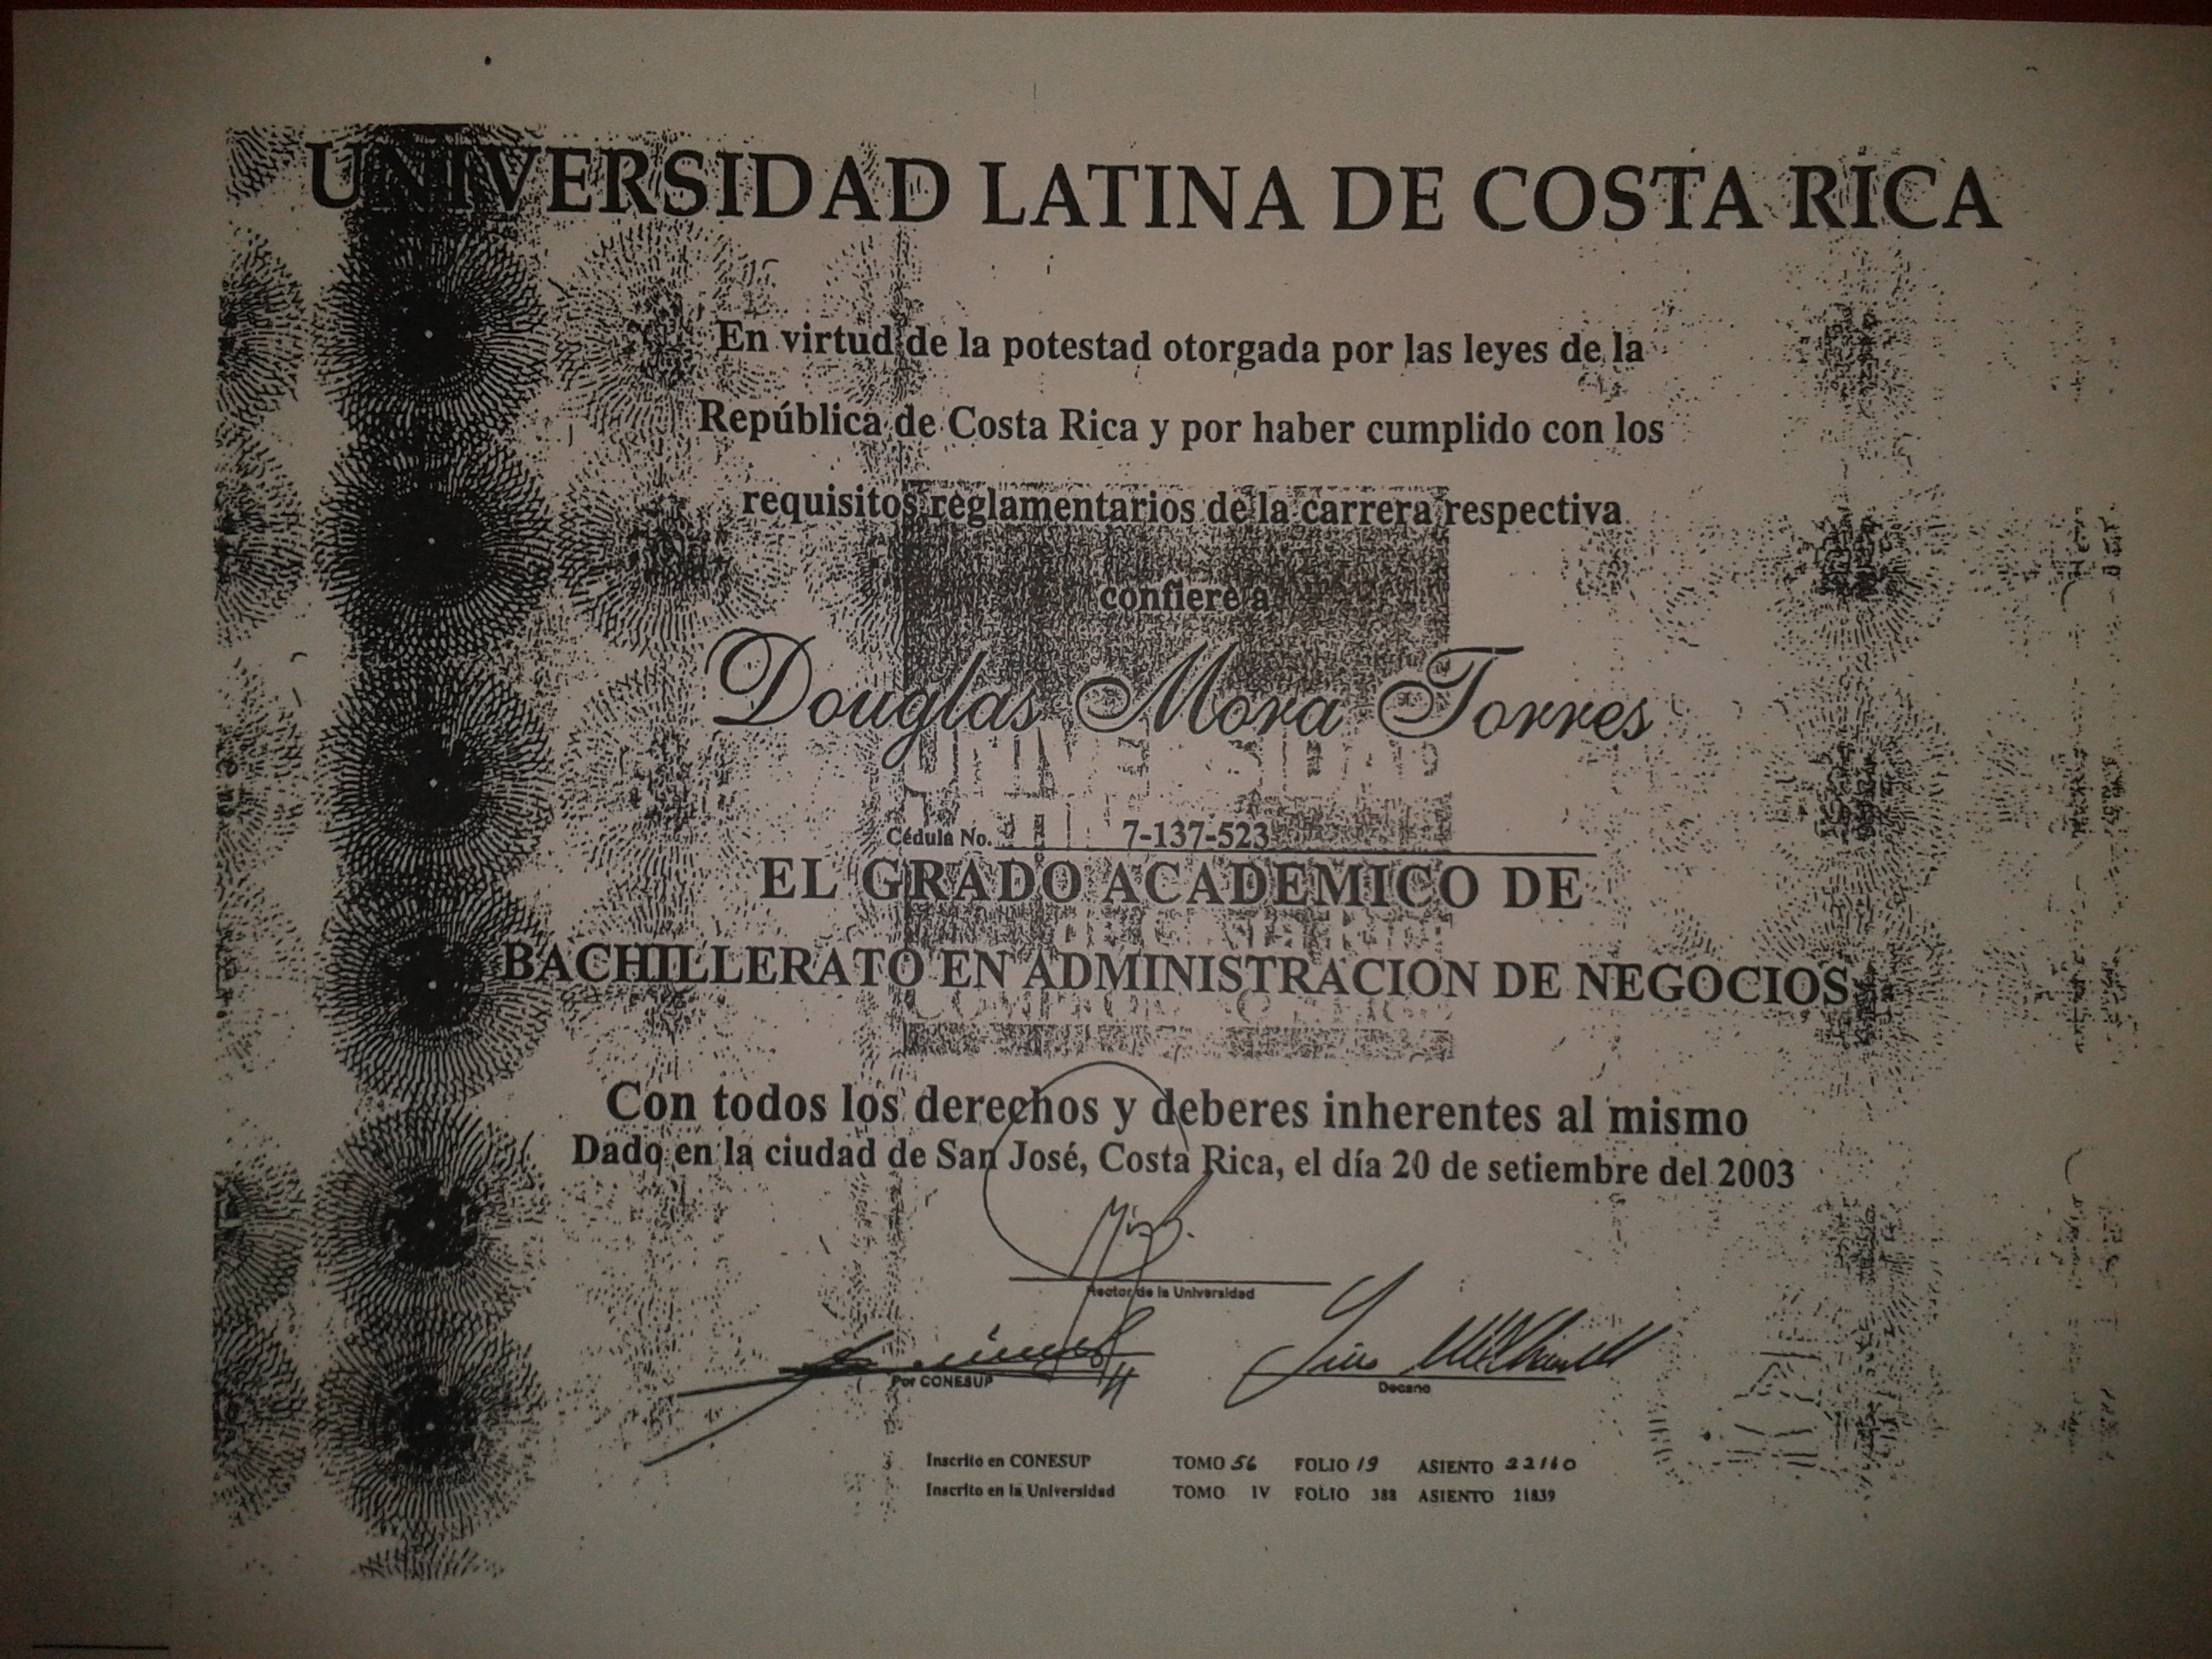 UNIVERSIDAD LATINA DE COSTA RICA
En virtud de la potestad otorgada por las leyes de la
República de Costa Rica y por haber cumplido con los
requisitos reglamentarios de la carrera respectiva
confiere a
Douglas Mora Torres
UNIVERSIDAD
Cédula No. 7-137-523
EL GRADO ACADEMICO DE
BACHILLERATO EN ADMINISTRACION DE NEGOCIOS
Con todos los derechos y deberes inherentes al mismo
Dado en la ciudad de San José, Costa Rica, el día 20 de setiembre del 2003
Rector de la Universidad
Por CONESUP
Decano
Inscrito en CONESUP TOMO 56 FOLIO 19 ASIENTO 22160
Inscrito en la Universidad TOMO IV FOLIO 388 ASIENTO 21839